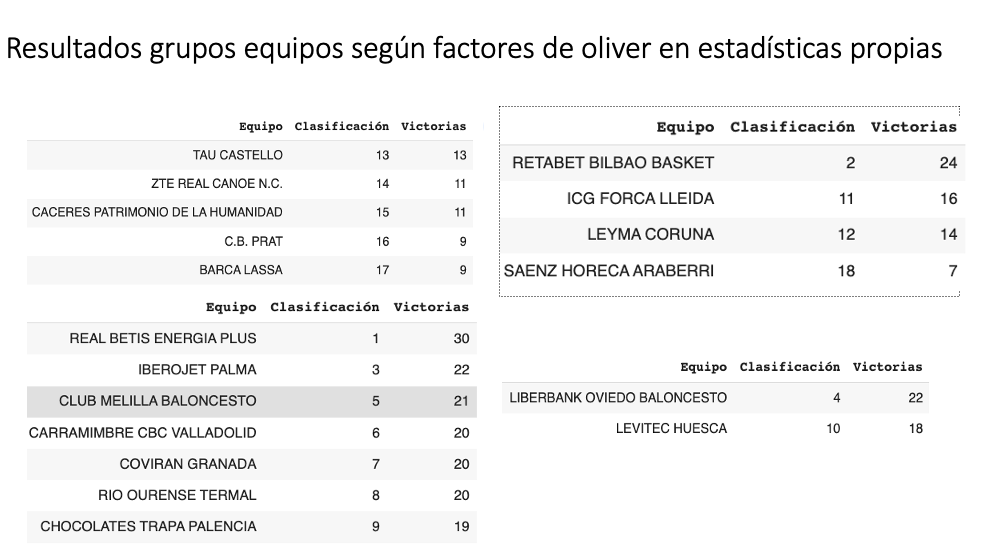 Resultados grupos equipos según factores de oliver en estadísticas propias
Equipo Clasificación Victorias
TAU CASTELLO 13 13
ZTE REAL CANOE N.C. 14 11
CACERES PATRIMONIO DE LA HUMANIDAD 15 11
C.B. PRAT 16 9
BARCA LASSA 17 9
Equipo Clasificación Victorias
REAL BETIS ENERGIA PLUS 1 30
IBEROJET PALMA 3 22
CLUB MELILLA BALONCESTO 5 21
CARRAMIMBRE CBC VALLADOLID 6 20
COVIRAN GRANADA 7 20
RIO OURENSE TERMAL 8 20
CHOCOLATES TRAPA PALENCIA 9 19
Equipo Clasificación Victorias
RETABET BILBAO BASKET 2 24
ICG FORCA LLEIDA 11 16
LEYMA CORUNA 12 14
SAENZ HORECA ARABERRI 18 7
Equipo Clasificación Victorias
LIBERBANK OVIEDO BALONCESTO 4 22
LEVITEC HUESCA 10 18